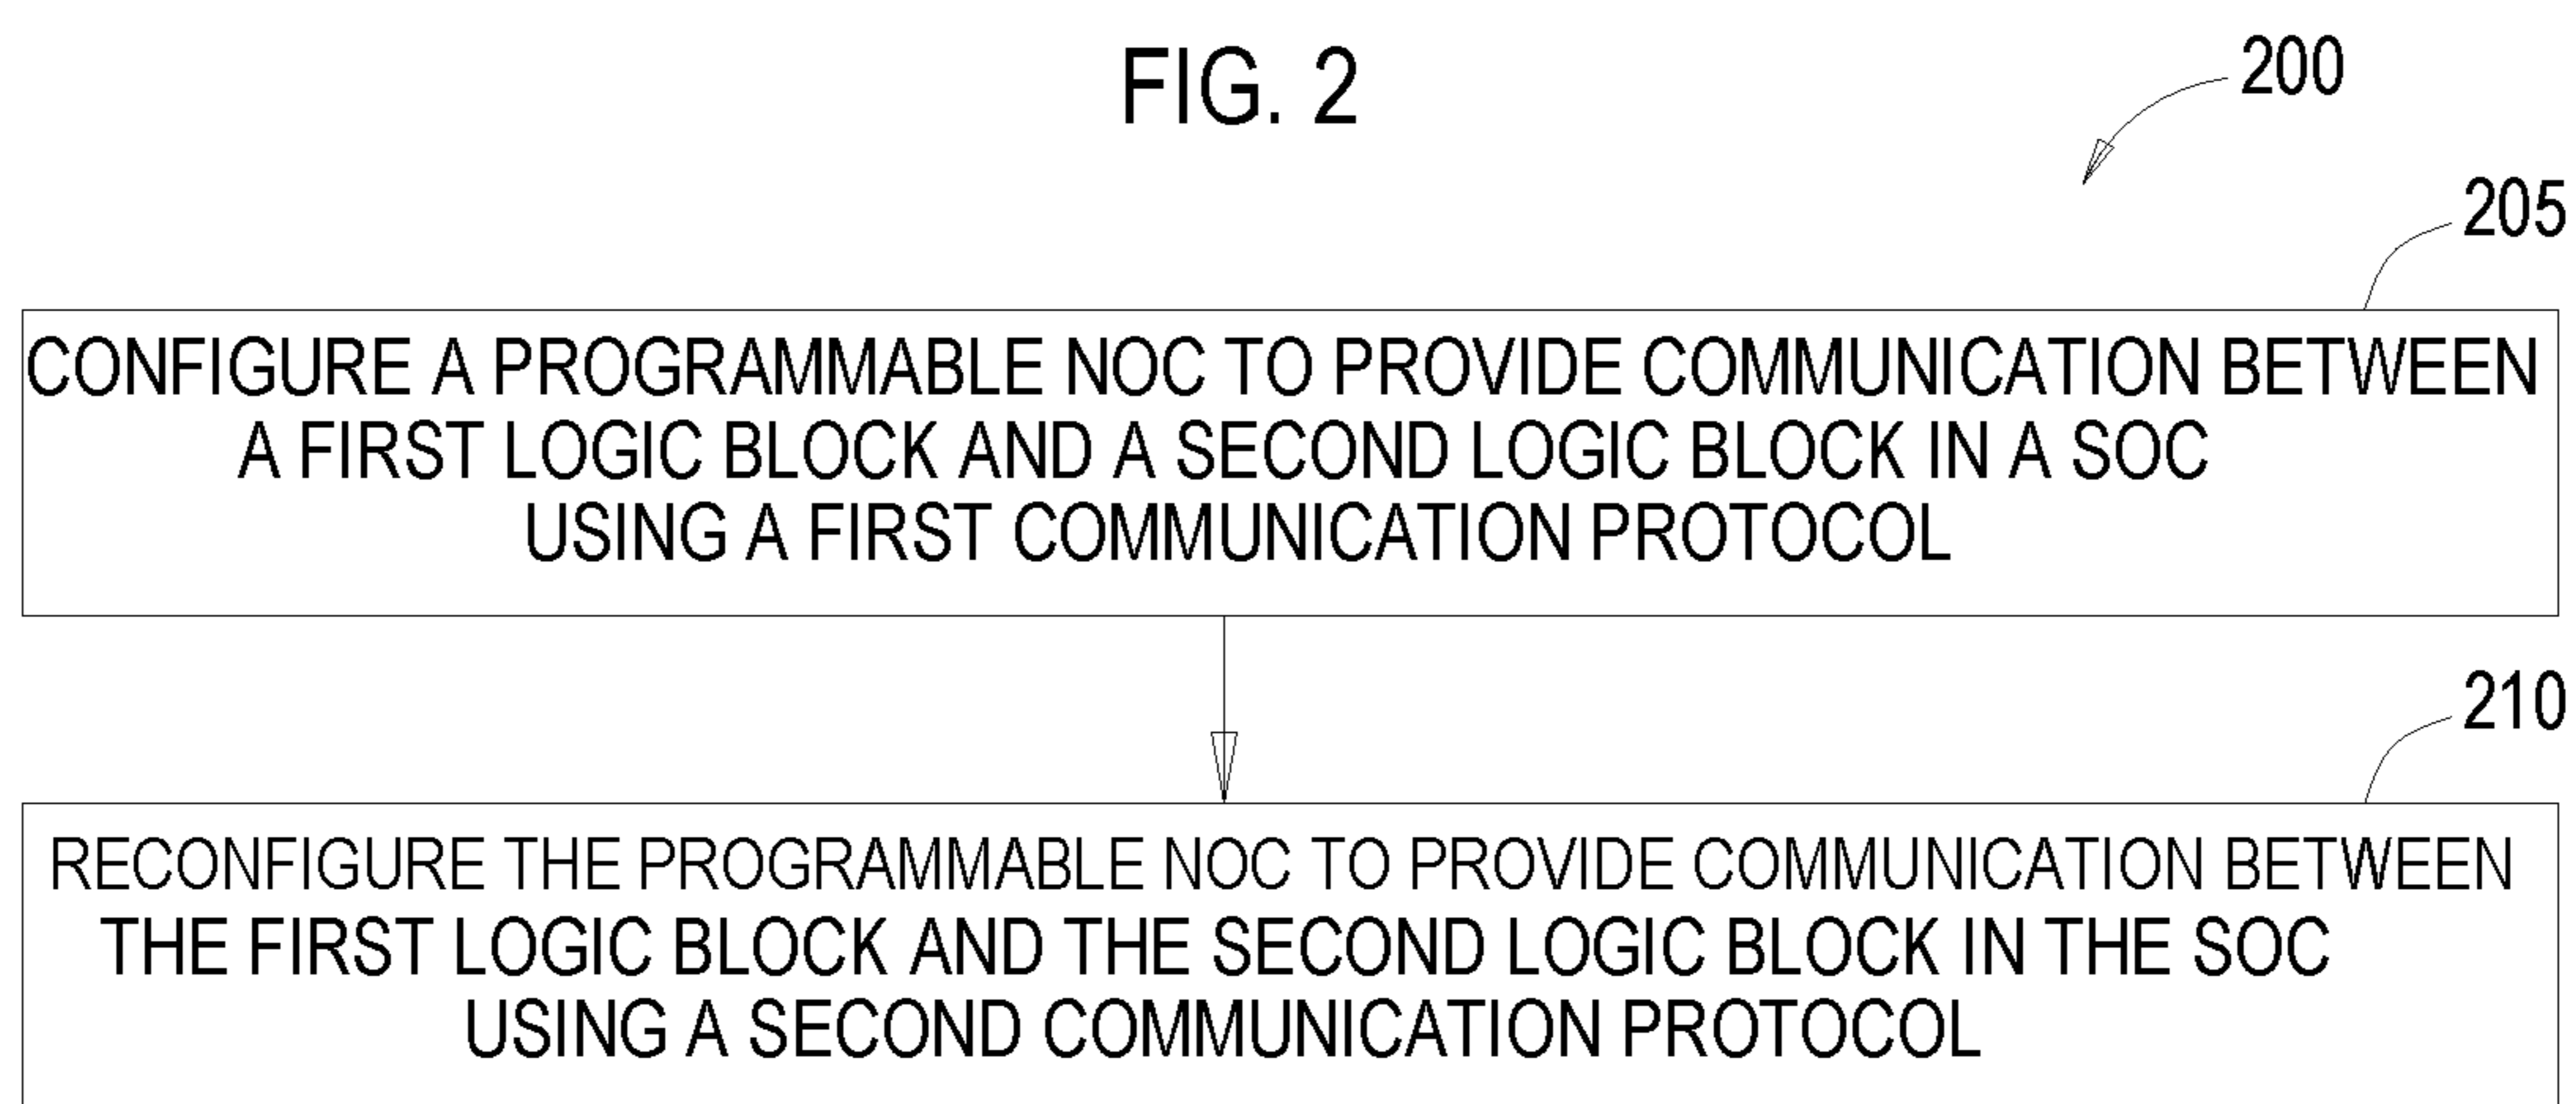 FIG. 2
200
205
CONFIGURE A PROGRAMMABLE NOC TO PROVIDE COMMUNICATION BETWEEN
A FIRST LOGIC BLOCK AND A SECOND LOGIC BLOCK IN A SOC
USING A FIRST COMMUNICATION PROTOCOL
210
RECONFIGURE THE PROGRAMMABLE NOC TO PROVIDE COMMUNICATION BETWEEN
THE FIRST LOGIC BLOCK AND THE SECOND LOGIC BLOCK IN THE SOC
USING A SECOND COMMUNICATION PROTOCOL